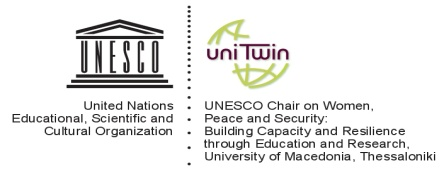 UNESCO
United Nations
Educational, Scientific and
Cultural Organization
uniTwin
UNESCO Chair on Women,
Peace and Security:
Building Capacity and Resilience
through Education and Research,
University of Macedonia, Thessaloniki